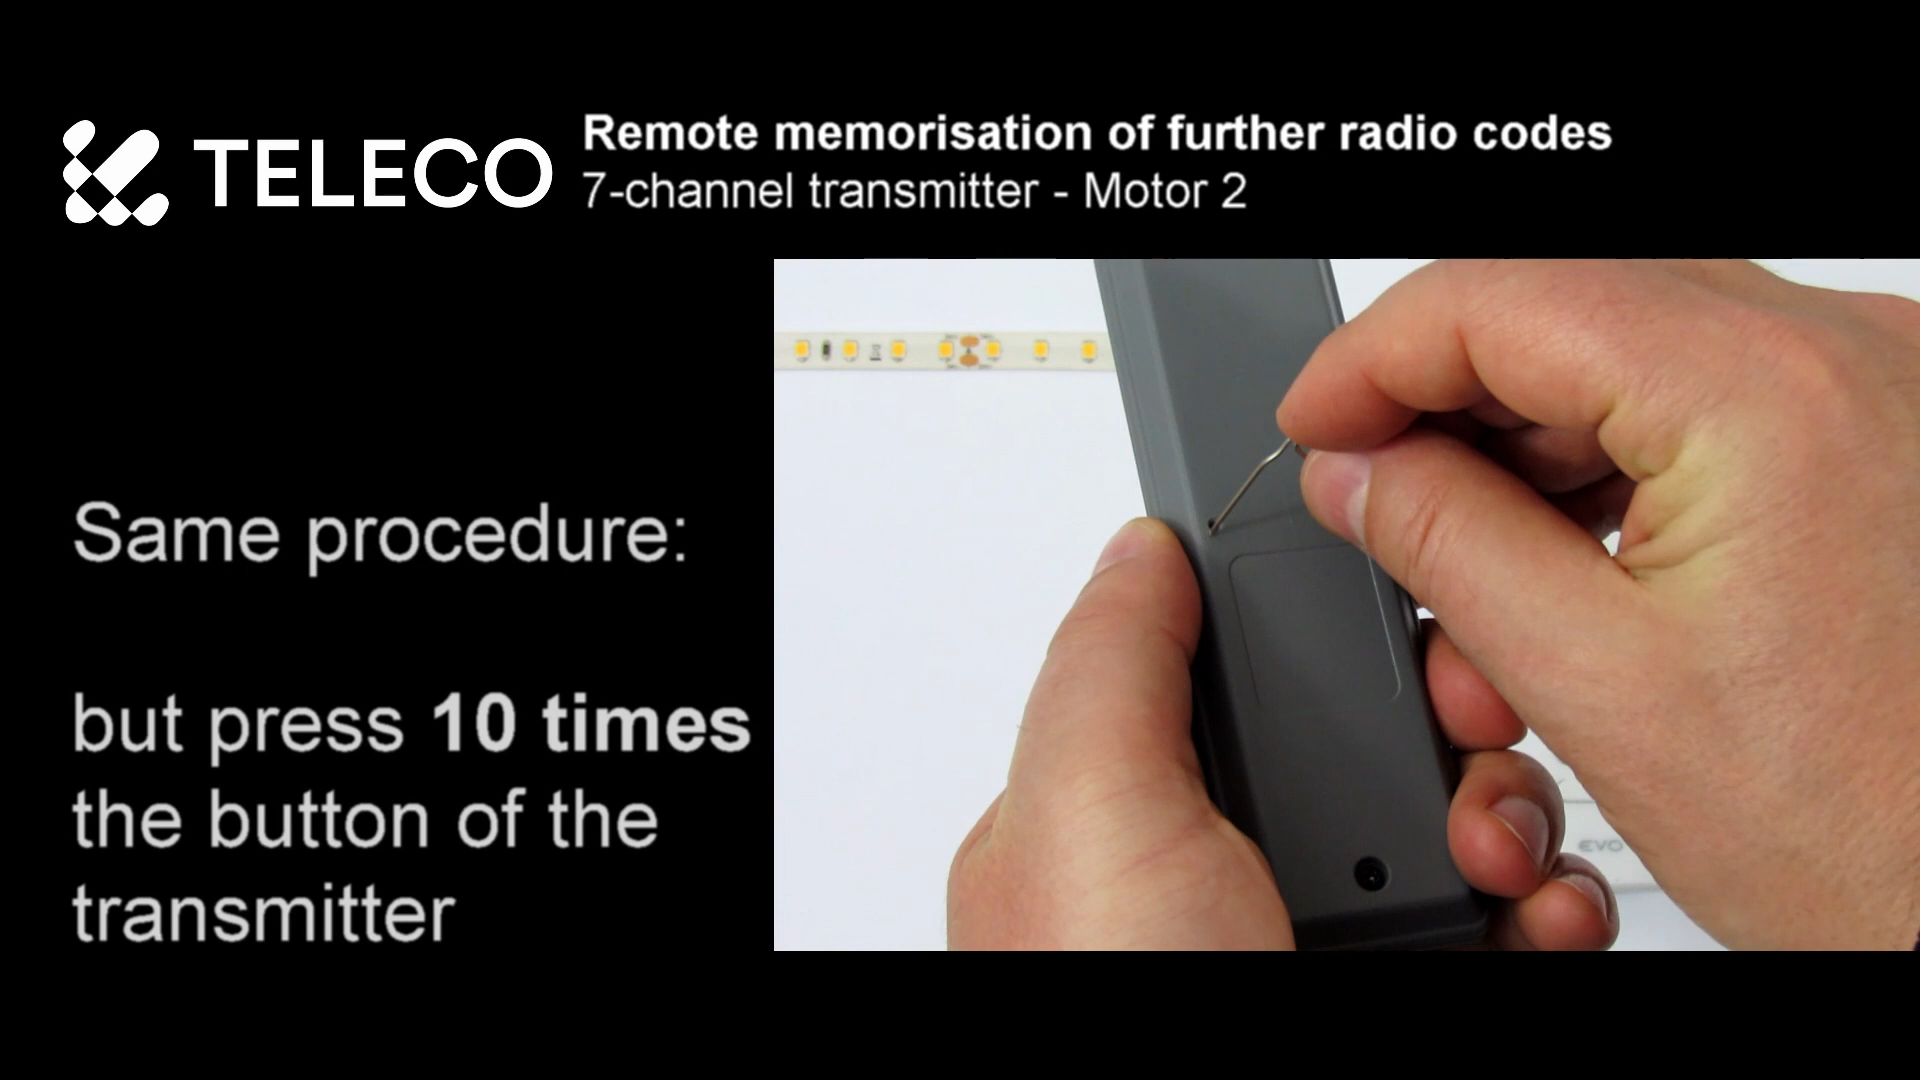 TELECO
Remote memorisation of further radio codes
7-channel transmitter - Motor 2
Same procedure:
but press 10 times
the button of the
transmitter
EVO